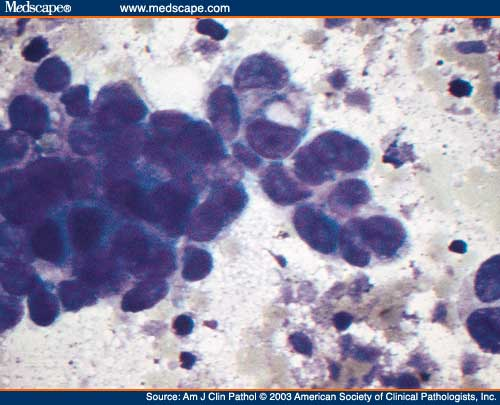 Medscape® www.medscape.com
Source: Am J Clin Pathol © 2003 American Society of Clinical Pathologists, Inc.